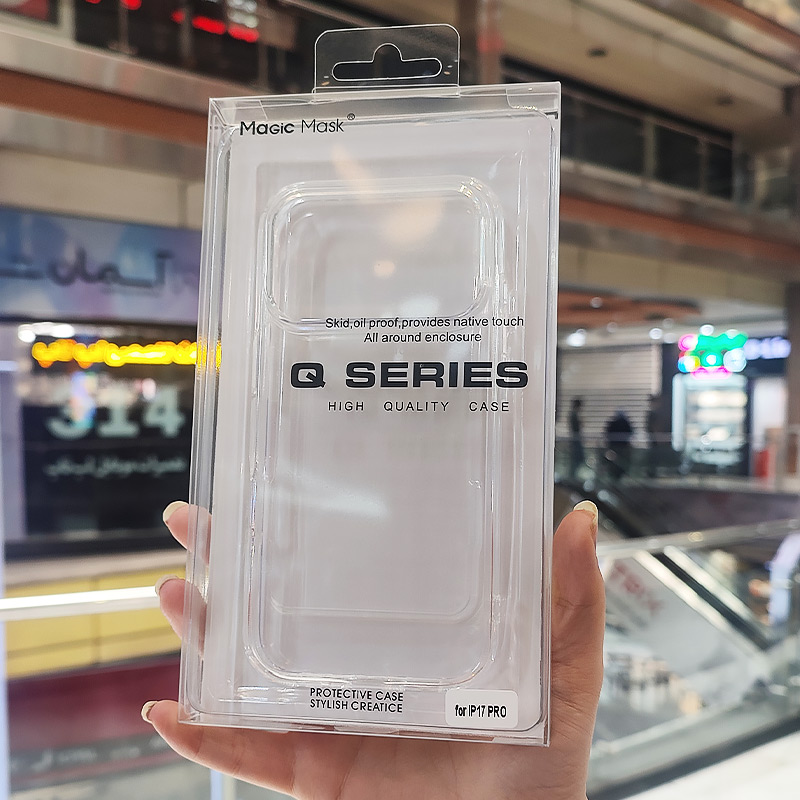 Magic Mask®
Skid,oil proof,provides native touch
All around enclosure
Q SERIES
HIGH QUALITY CASE
PROTECTIVE CASE
STYLISH CREATICE
for IP17 PRO
آسمان
314